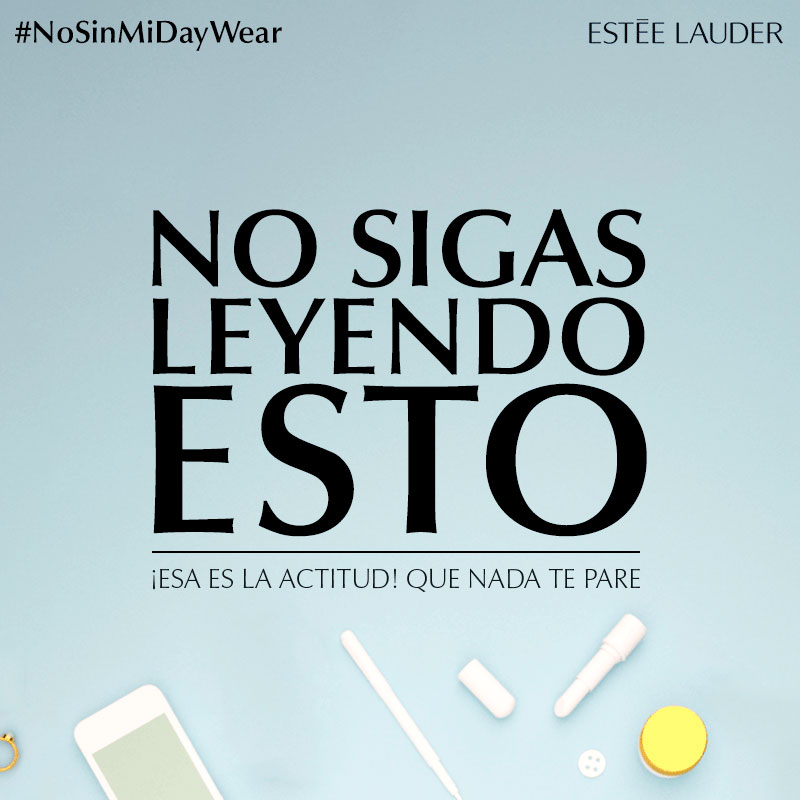 #NoSinMiDayWear
ESTĒE LAUDER
NO SIGAS
LEYENDO
ESTO
¡ESA ES LA ACTITUD! QUE NADA TE PARE